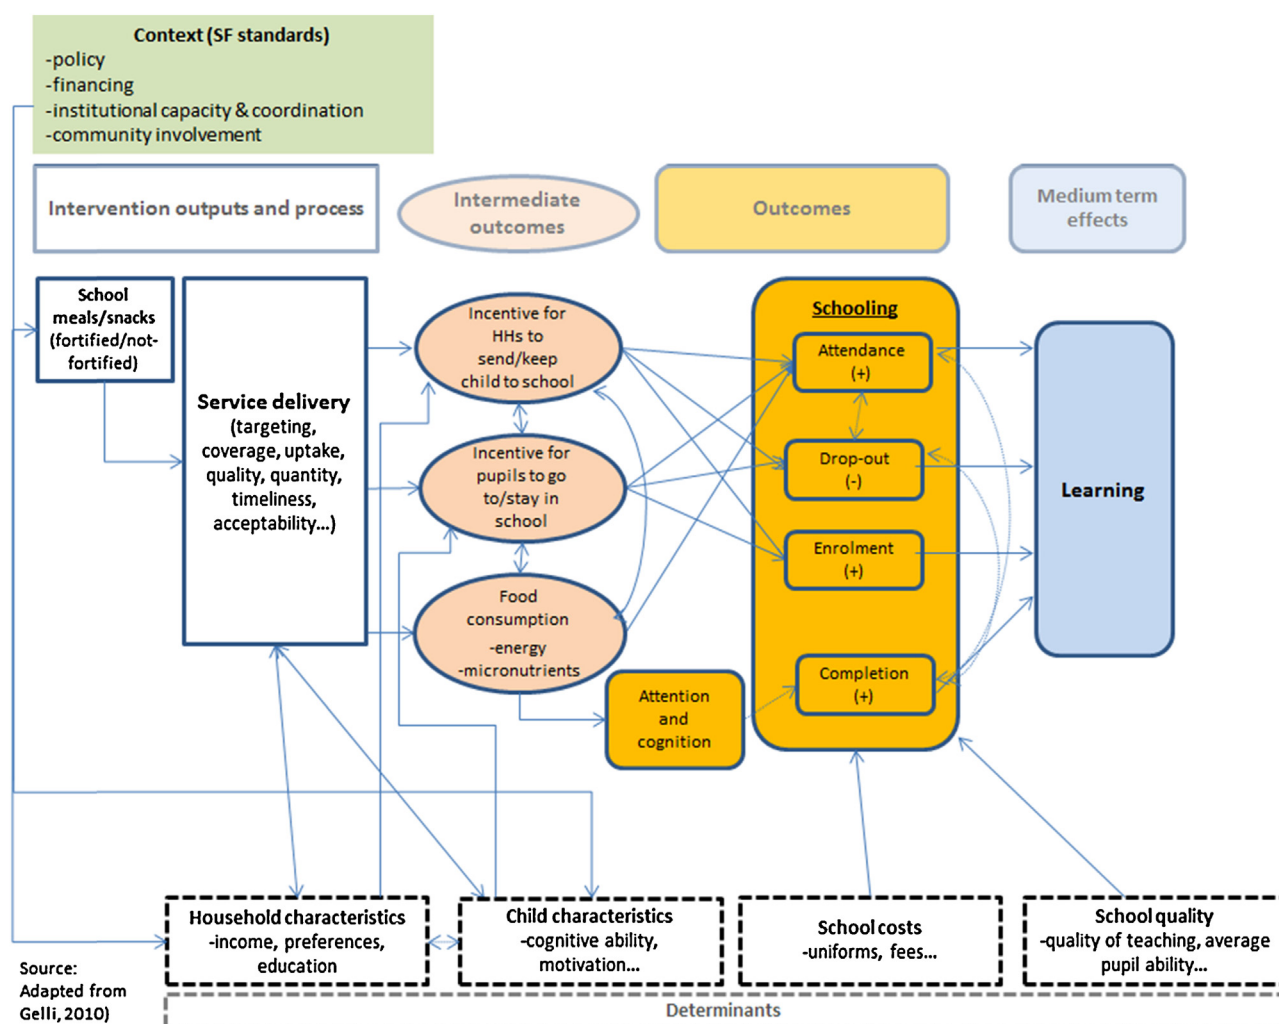 Context (SF standards)
-policy
-financing
-institutional capacity & coordination
-community involvement
Intervention outputs and process
Intermediate
outcomes
Outcomes
Medium term
effects
School
meals/snacks
(fortified/not-
fortified)
Service delivery
(targeting,
coverage, uptake,
quality, quantity,
timeliness,
acceptability...)
Incentive for
HHs to
send/keep
child to school
Incentive for
pupils to go
to/stay in
school
Food
consumption
-energy
-micronutrients
Attention
and
cognition
Schooling
Attendance
(+)
Drop-out
(-)
Enrolment
(+)
Completion
(+)
Learning
Household characteristics
-income, preferences,
education
Child characteristics
-cognitive ability,
motivation...
School costs
-uniforms, fees...
School quality
-quality of teaching, average
pupil ability...
Source:
Adapted from
Gelli, 2010)
Determinants